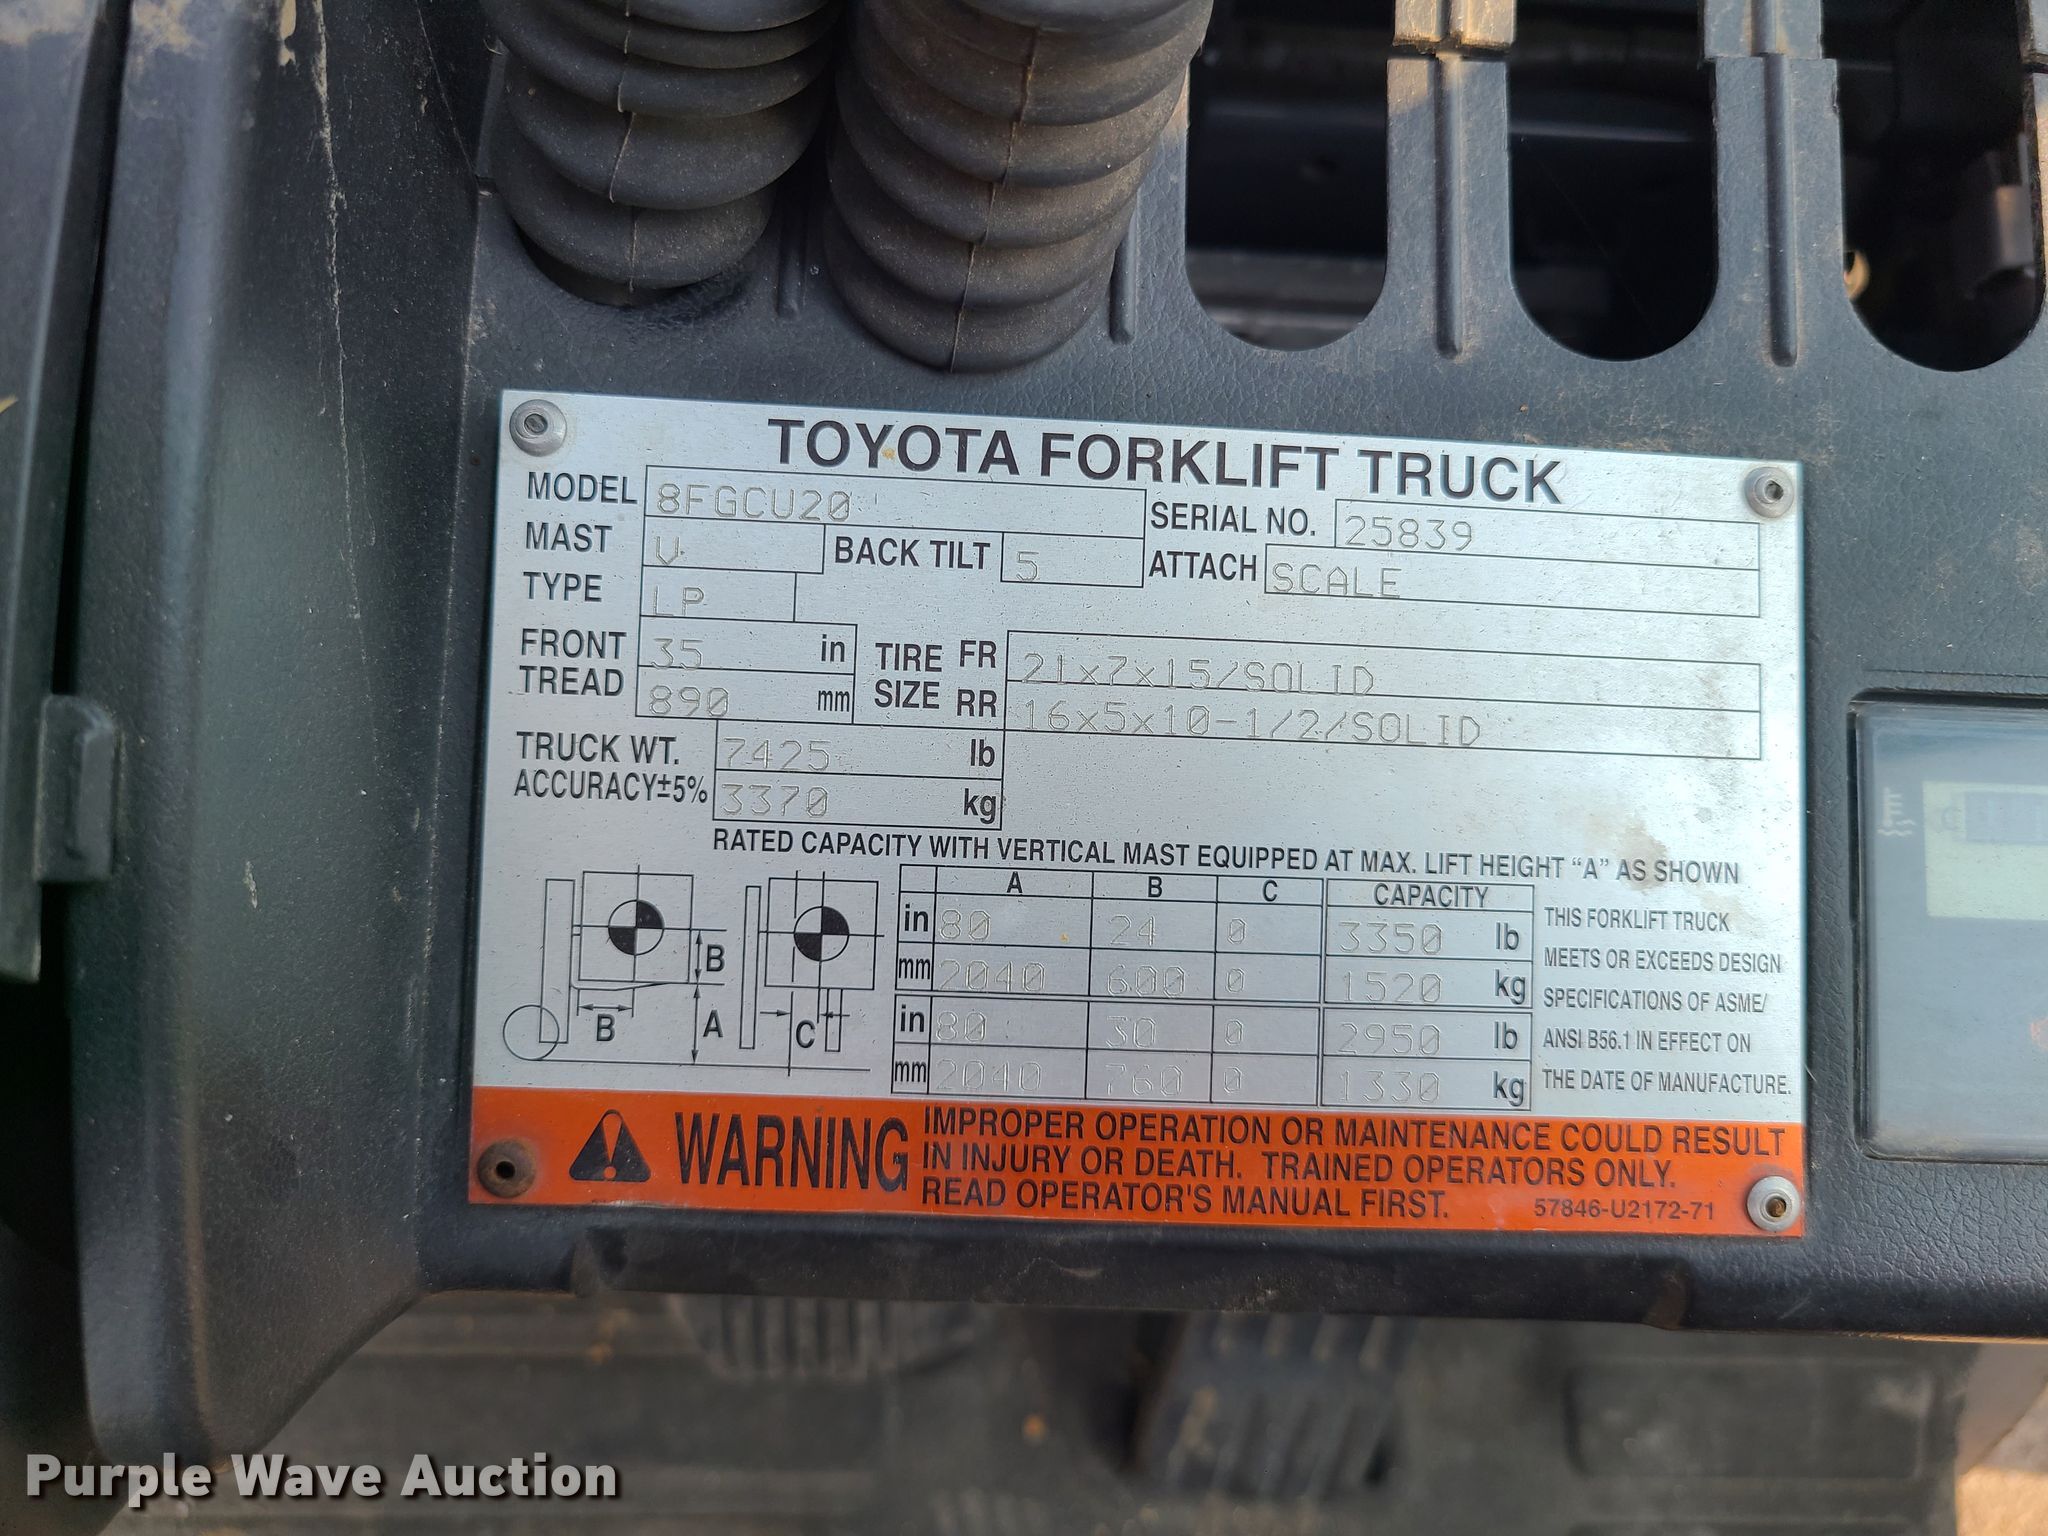 TOYOTA FORKLIFT TRUCK
MODEL 8FGCU20 SERIAL NO. 25839
MAST V BACK TILT 5 ATTACH SCALE
TYPE LP
FRONT TREAD 35 in TIRE SIZE FR 21x7x15/SOLID
890 mm RR 16x5x10-1/2/SOLID
TRUCK WT. 7425 lb
ACCURACY±5% 3370 kg
RATED CAPACITY WITH VERTICAL MAST EQUIPPED AT MAX. LIFT HEIGHT "A" AS SHOWN
A B C CAPACITY
in 80 24 0 3350 lb
mm 2040 600 0 1520 kg
in 80 30 0 2950 lb
mm 2040 760 0 1330 kg
B
B
A
C
THIS FORKLIFT TRUCK
MEETS OR EXCEEDS DESIGN
SPECIFICATIONS OF ASME/
ANSI B56.1 IN EFFECT ON
THE DATE OF MANUFACTURE.
WARNING
IMPROPER OPERATION OR MAINTENANCE COULD RESULT
IN INJURY OR DEATH. TRAINED OPERATORS ONLY.
READ OPERATOR'S MANUAL FIRST. 57846-U2172-71
Purple Wave Auction